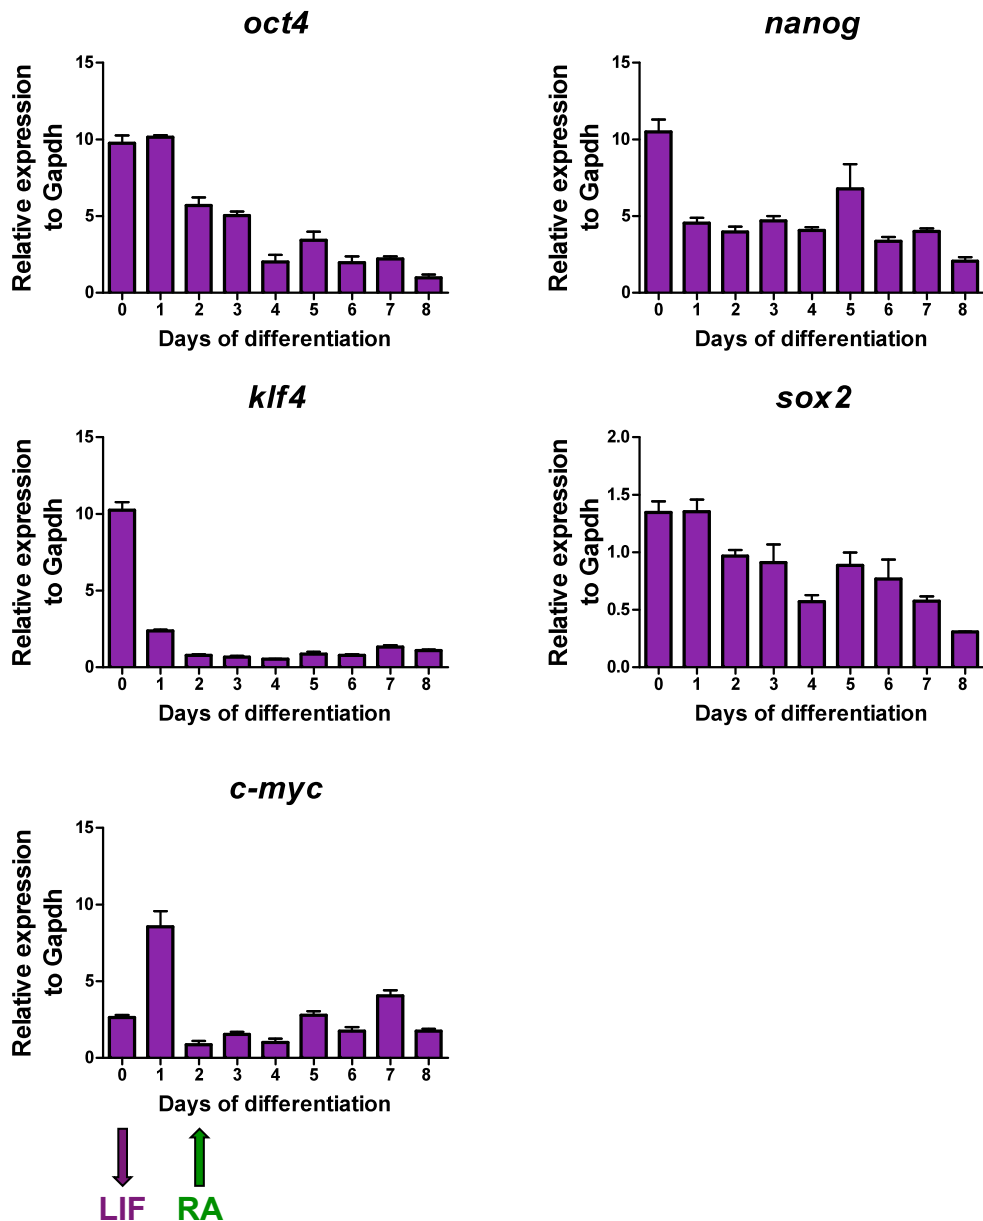 oct4
Relative expression
to Gapdh
15
10
5
0
0 1 2 3 4 5 6 7 8
Days of differentiation
nanog
Relative expression
to Gapdh
15
10
5
0
0 1 2 3 4 5 6 7 8
Days of differentiation
klf4
Relative expression
to Gapdh
15
10
5
0
0 1 2 3 4 5 6 7 8
Days of differentiation
sox2
Relative expression
to Gapdh
2.0
1.5
1.0
0.5
0.0
0 1 2 3 4 5 6 7 8
Days of differentiation
c-myc
Relative expression
to Gapdh
15
10
5
0
0 1 2 3 4 5 6 7 8
Days of differentiation
LIF RA